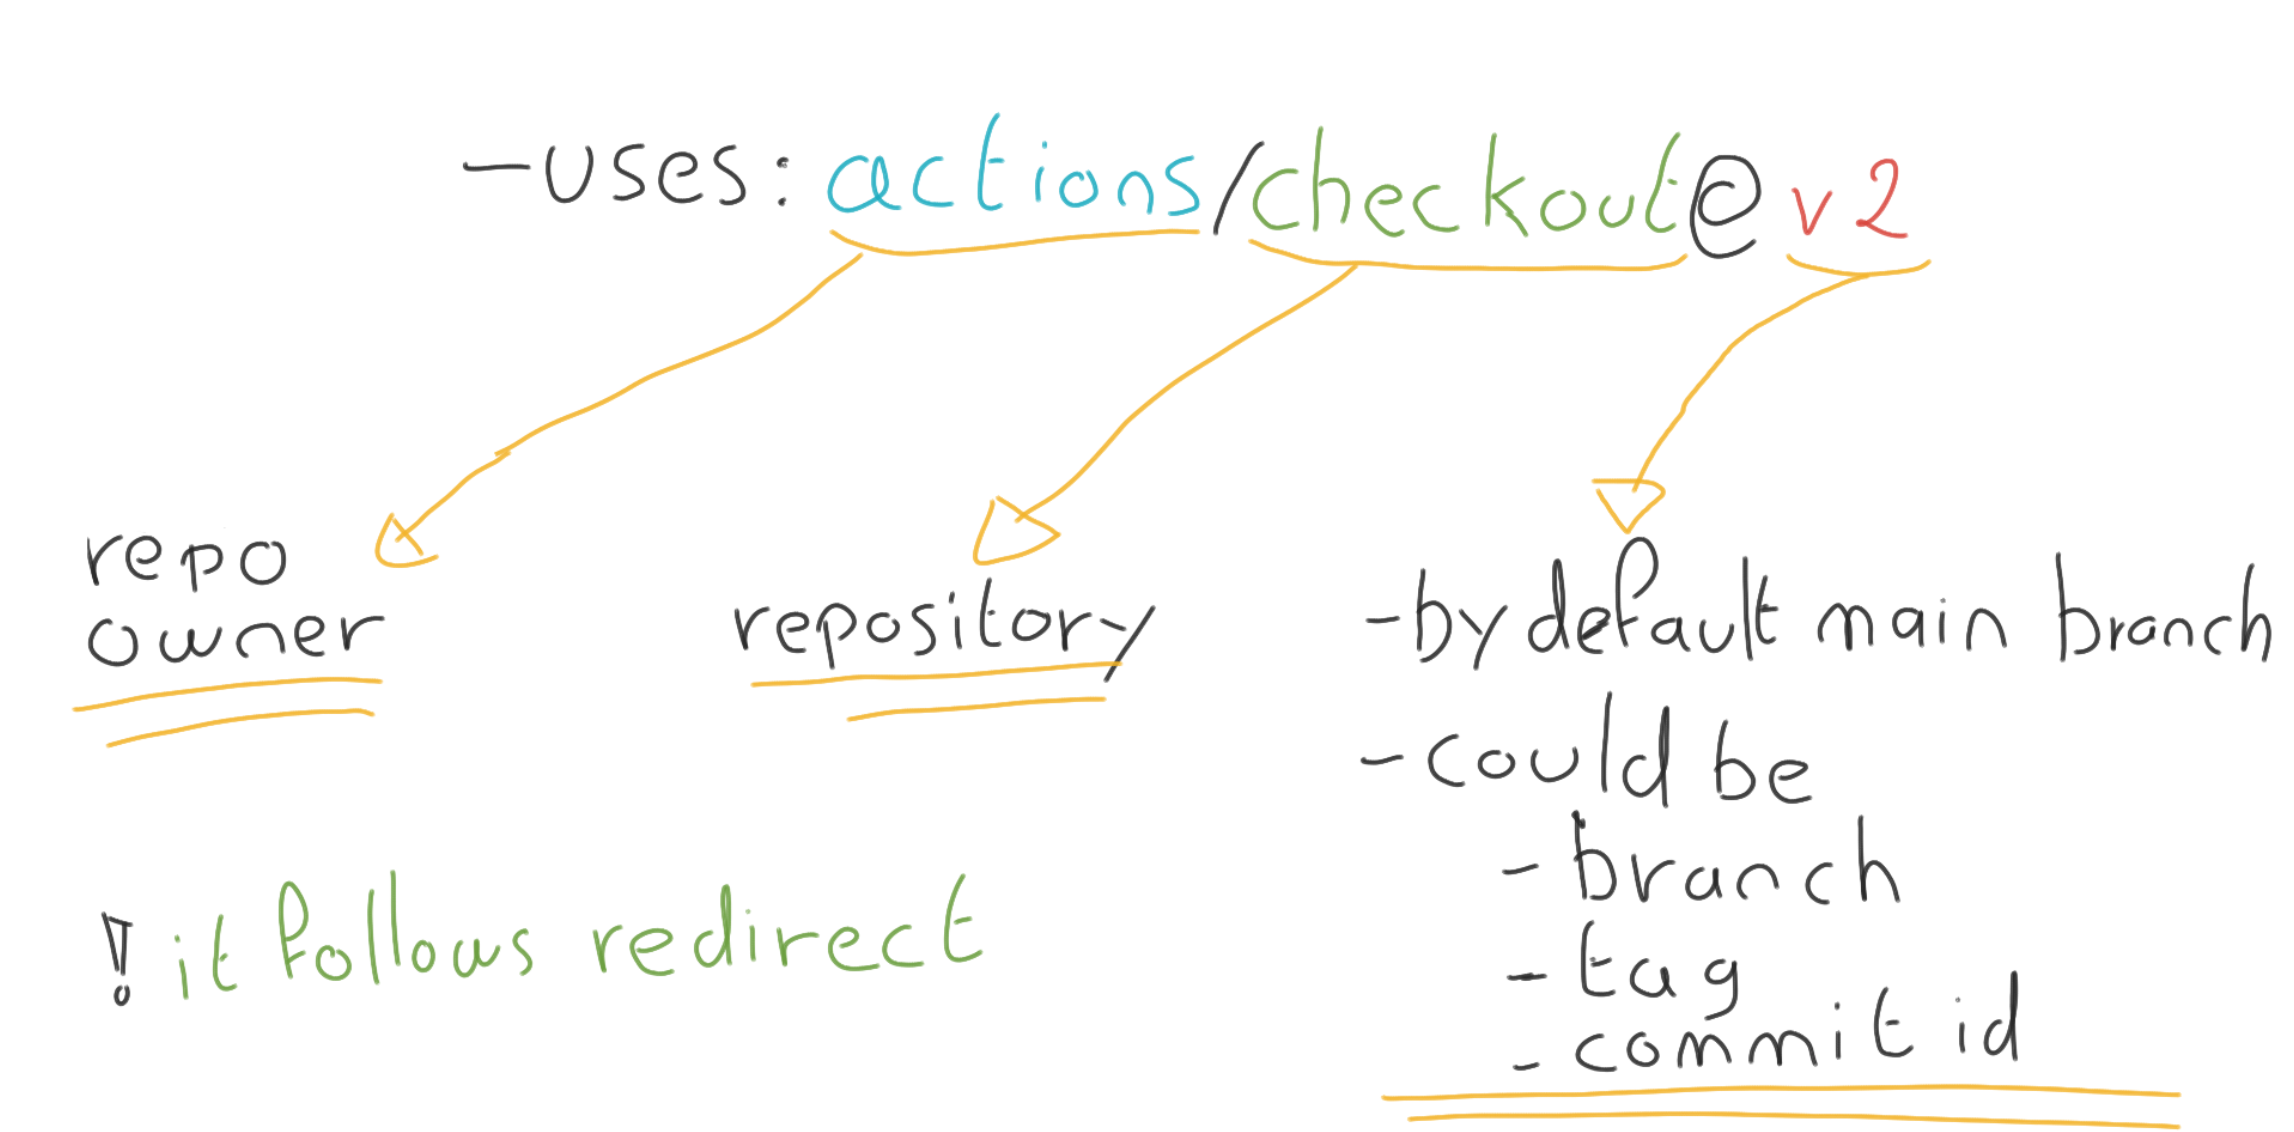 -uses: actions/checkout@v2
repo
owner
repository
-by default main branch
-could be
-branch
-tag
-commit id
! it follows redirect